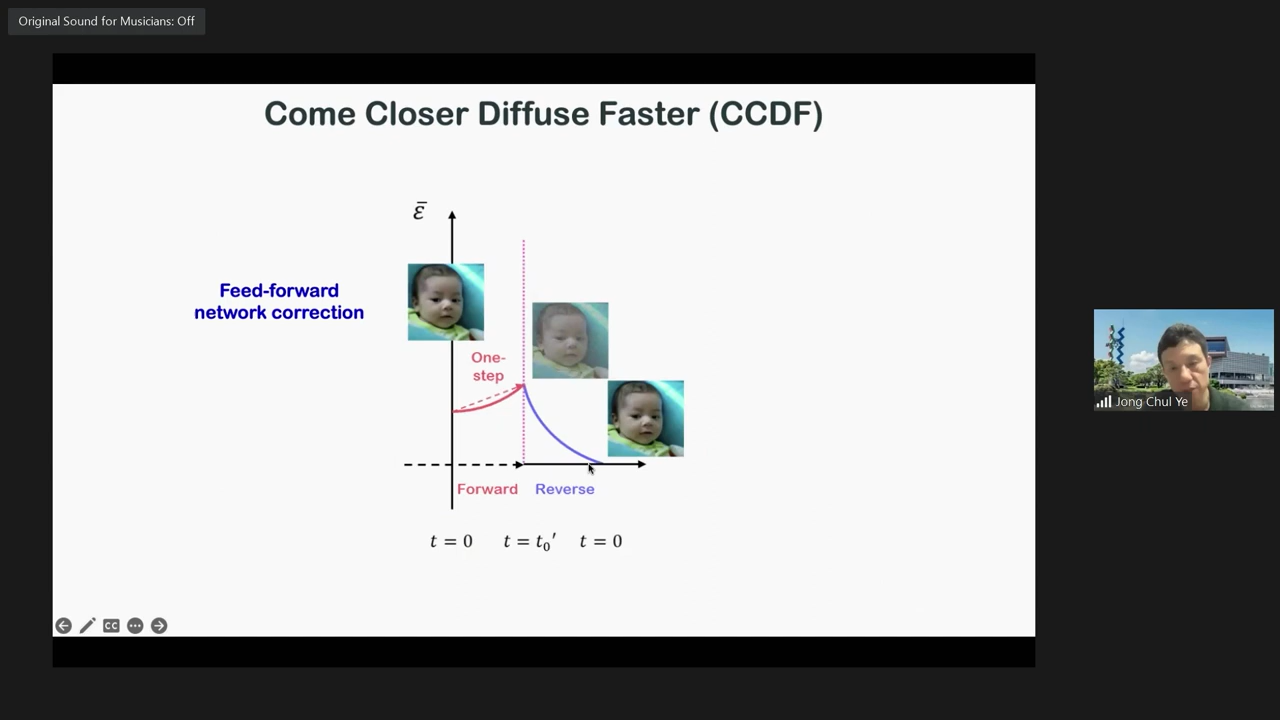 Original Sound for Musicians: Off
Come Closer Diffuse Faster (CCDF)
ε̄
Feed-forward
network correction
One-
step
Forward
Reverse
t = 0
t = t₀′
t = 0
CC
Jong Chul Ye